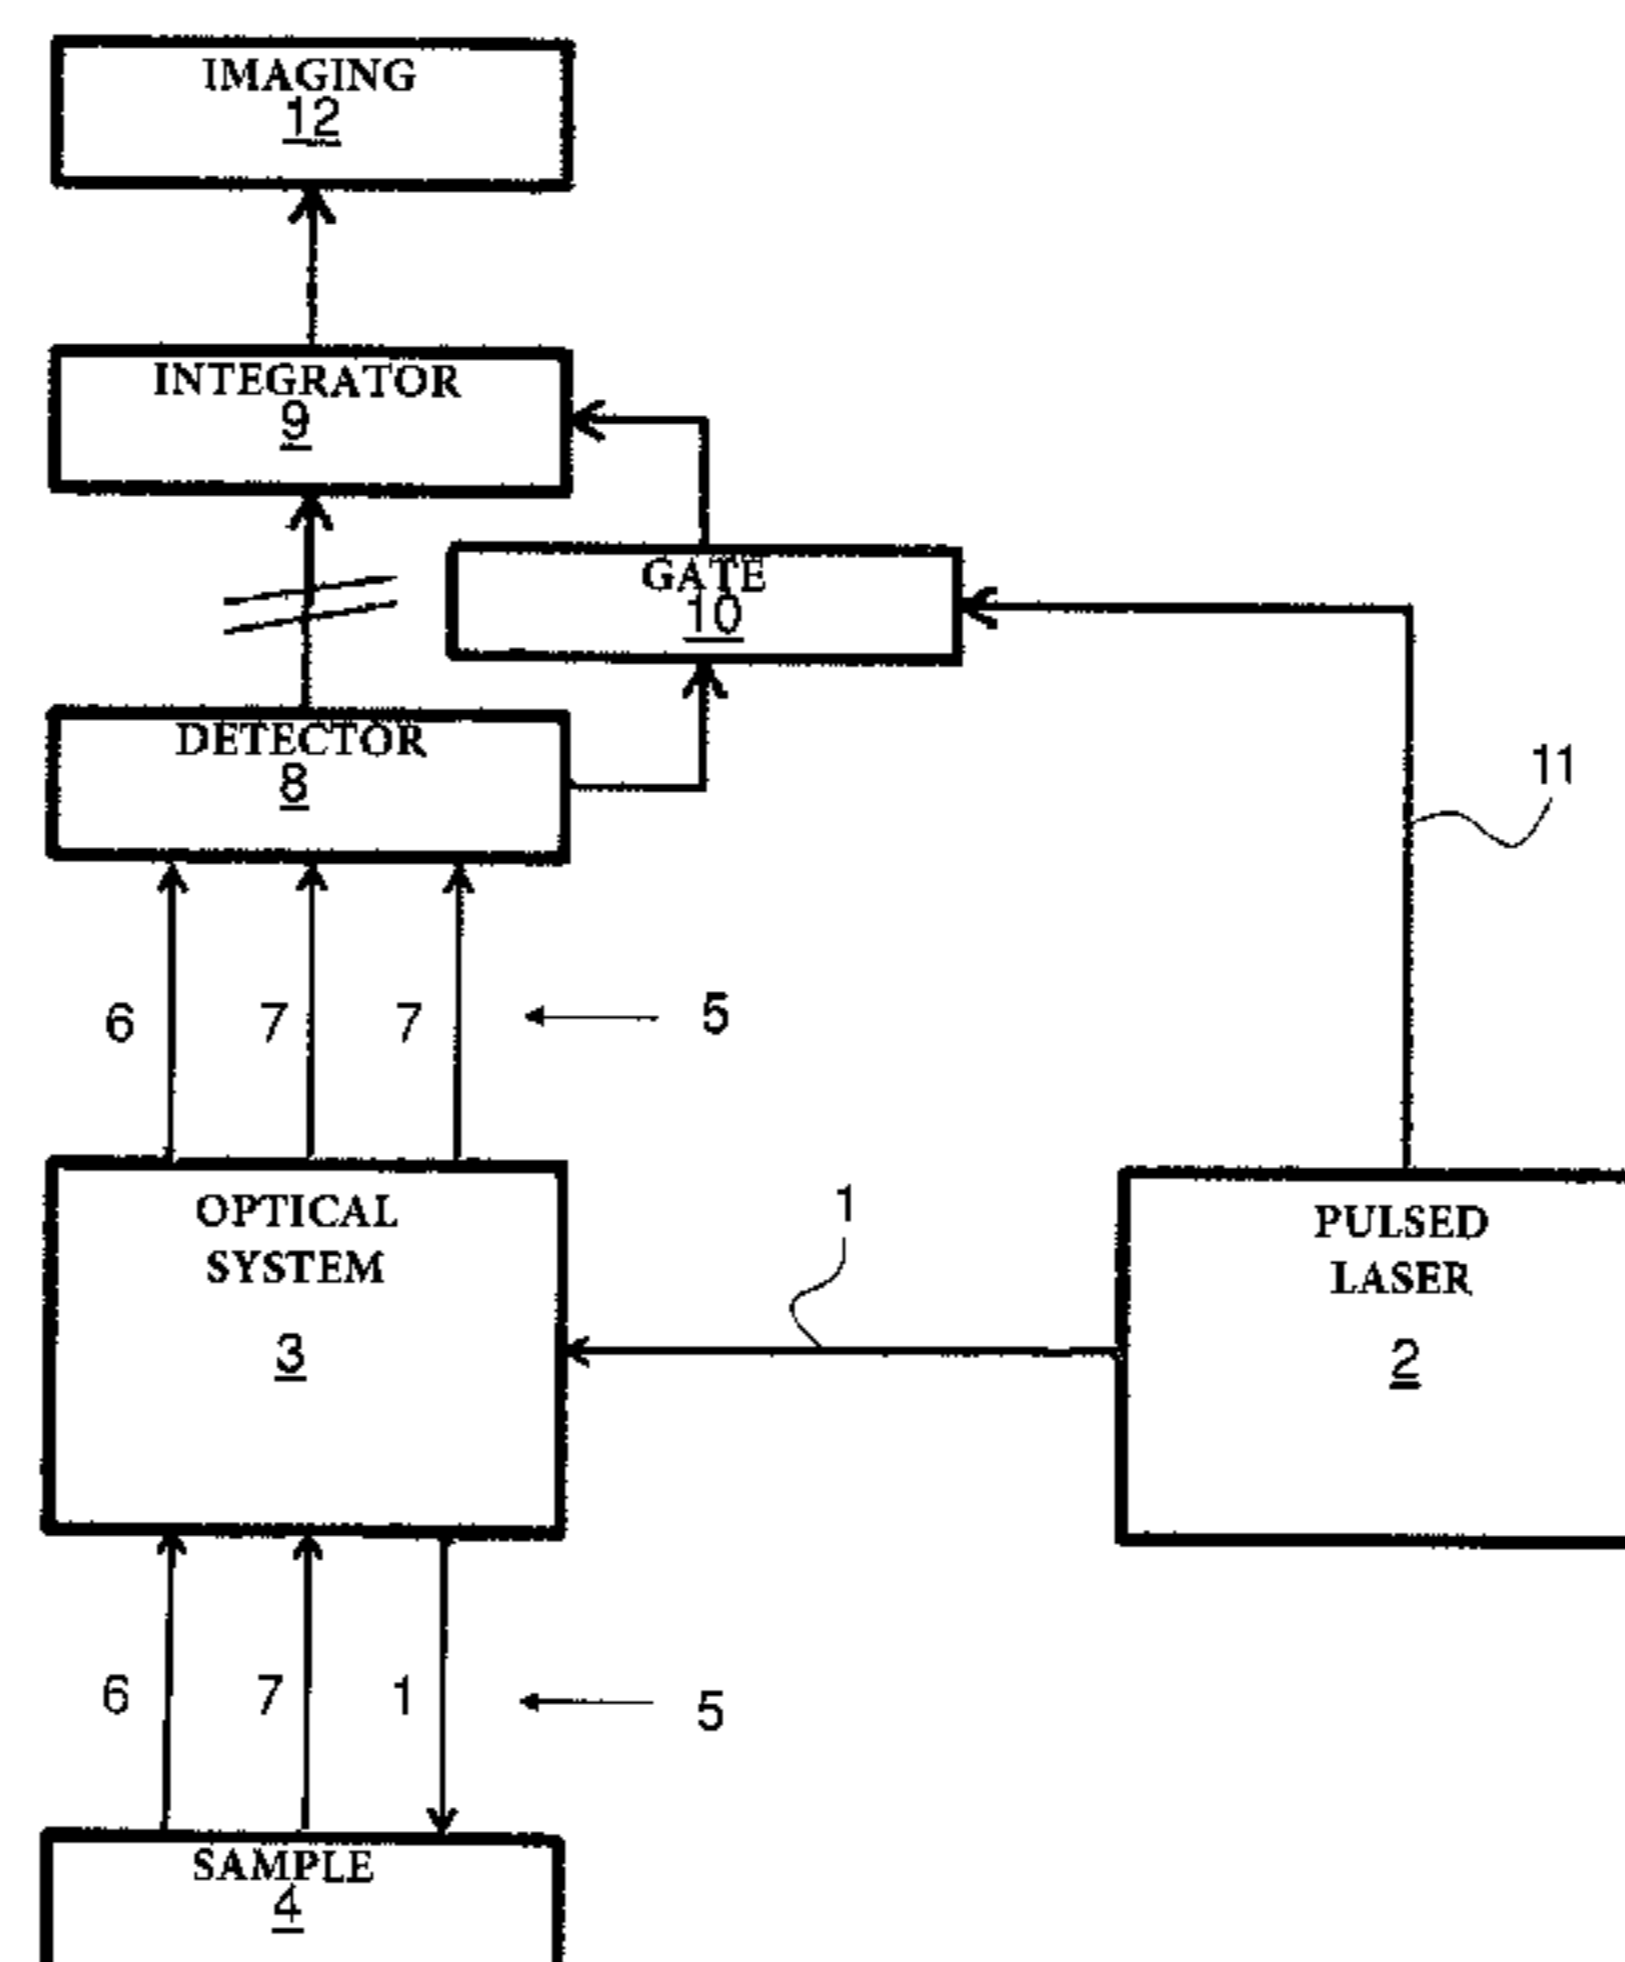 IMAGING
12
INTEGRATOR
9
GATE
10
DETECTOR
8
11
6 7 7 5
OPTICAL
SYSTEM
3
1
PULSED
LASER
2
6 7 1 5
SAMPLE
4